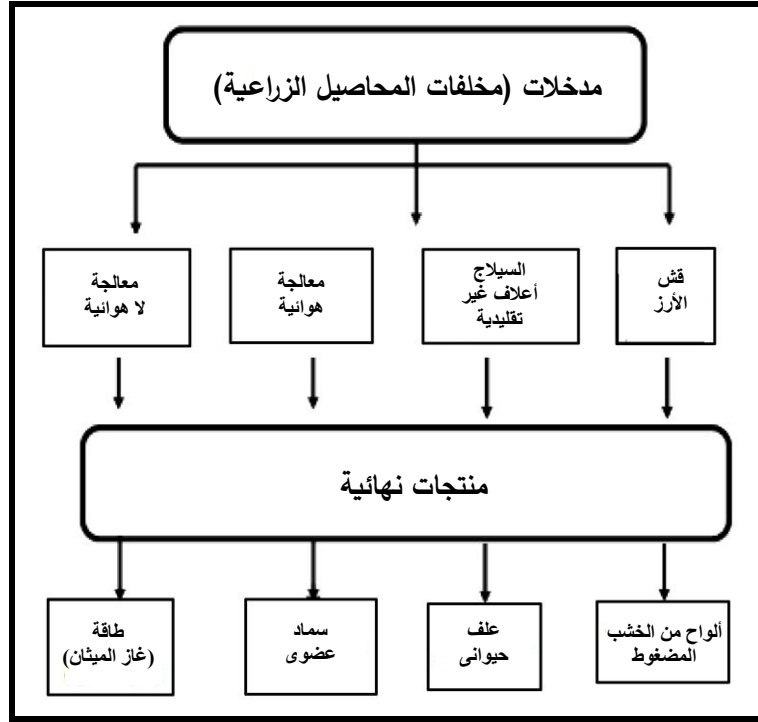 مدخلات (مخلفات المحاصيل الزراعية)
قش
الأرز
السيلاج
أعلاف غير
تقليدية
معالجة
هوائية
معالجة
لا هوائية
منتجات نهائية
ألواح من الخشب
المضغوط
علف
حيوانى
سماد
عضوى
طاقة
(غاز الميثان)